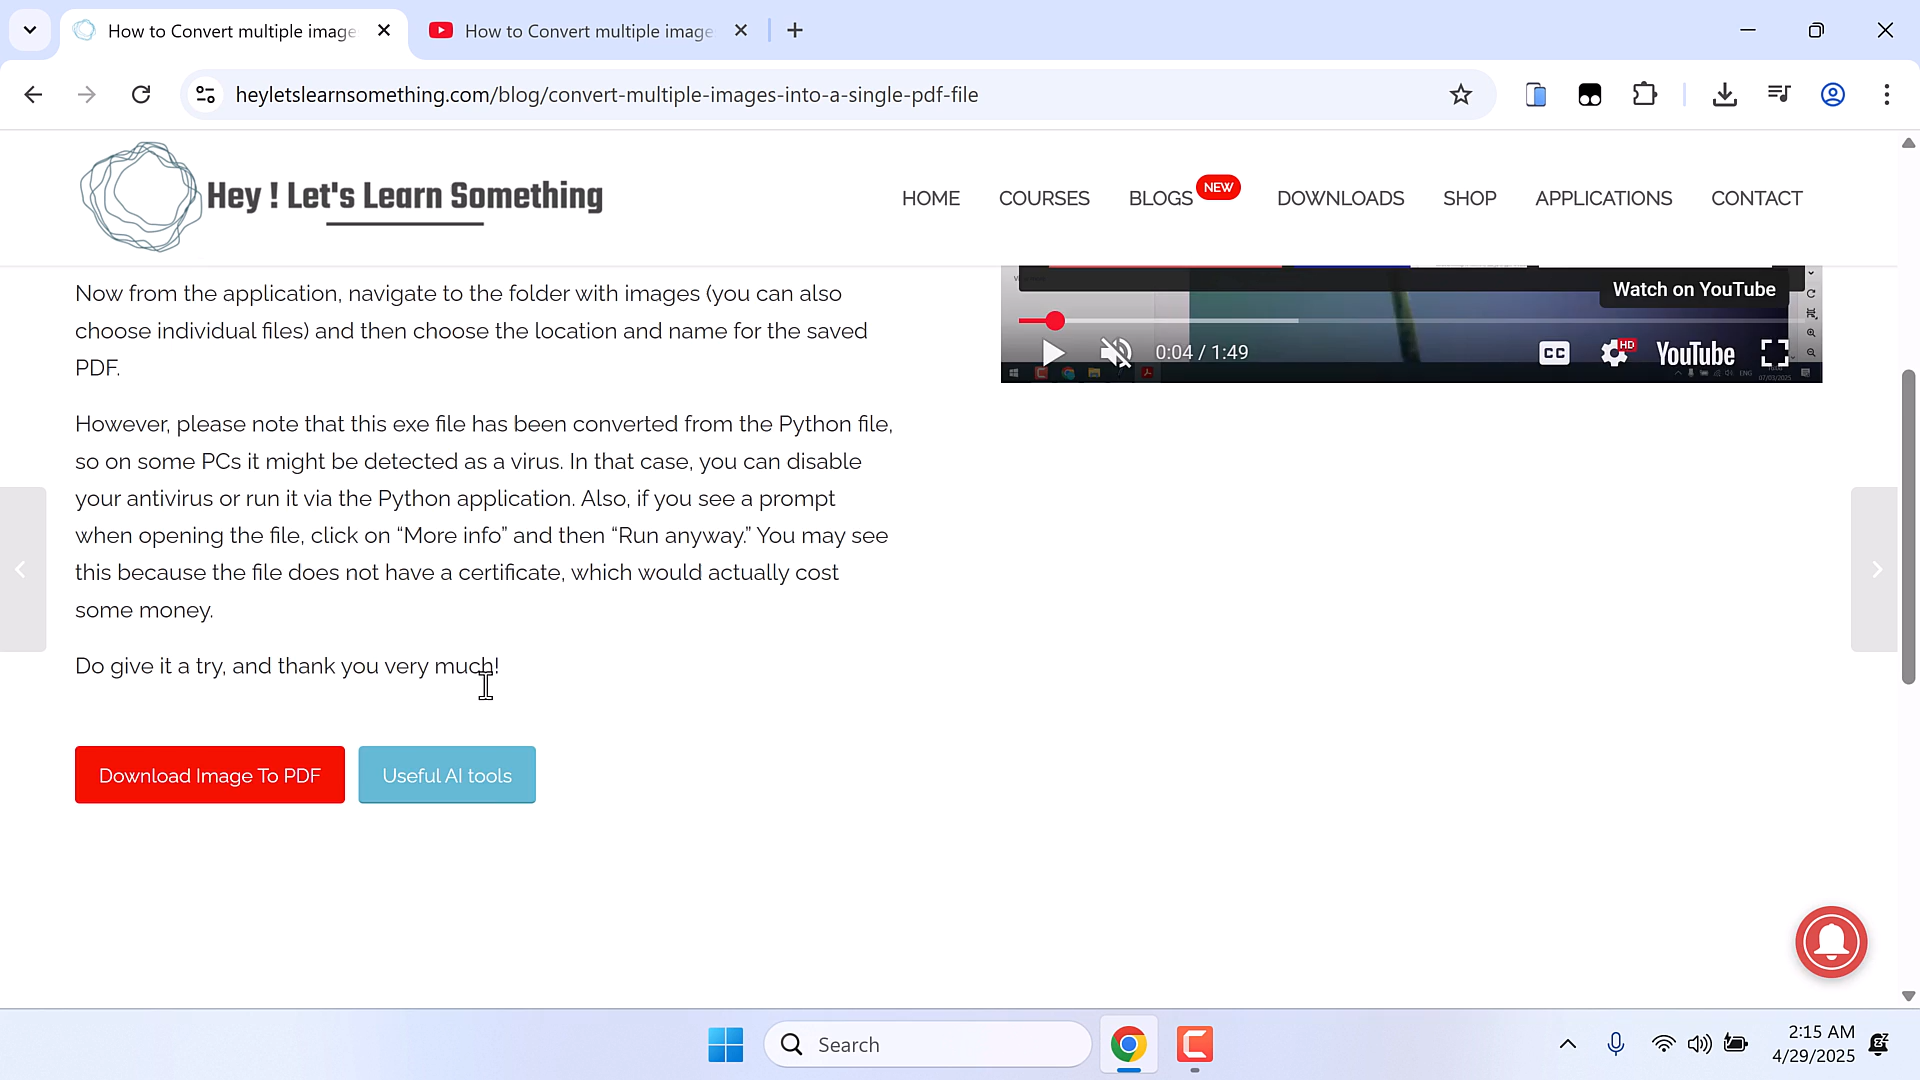 How to Convert multiple image
How to Convert multiple image
heyletslearnsomething.com/blog/convert-multiple-images-into-a-single-pdf-file
Hey ! Let's Learn Something
HOME
COURSES
BLOGS
NEW
DOWNLOADS
SHOP
APPLICATIONS
CONTACT
Now from the application, navigate to the folder with images (you can also
choose individual files) and then choose the location and name for the saved
PDF.
However, please note that this exe file has been converted from the Python file,
so on some PCs it might be detected as a virus. In that case, you can disable
your antivirus or run it via the Python application. Also, if you see a prompt
when opening the file, click on “More info” and then “Run anyway.” You may see
this because the file does not have a certificate, which would actually cost
some money.
Do give it a try, and thank you very much!
Download Image To PDF
Useful AI tools
Watch on YouTube
0:04 / 1:49
CC
HD
YouTube
ENG
Search
2:15 AM
4/29/2025